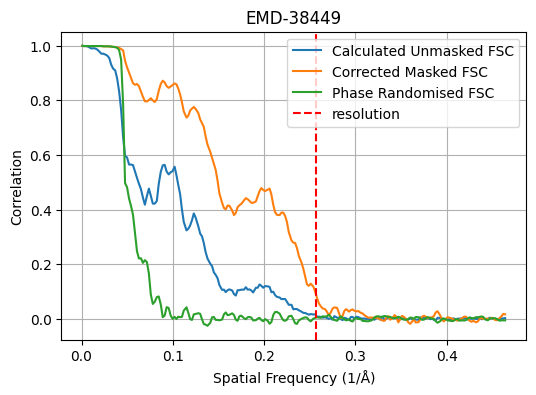 EMD-38449
Calculated Unmasked FSC
Corrected Masked FSC
Phase Randomised FSC
resolution
Correlation
1.0
0.8
0.6
0.4
0.2
0.0
0.0 0.1 0.2 0.3 0.4
Spatial Frequency (1/Å)